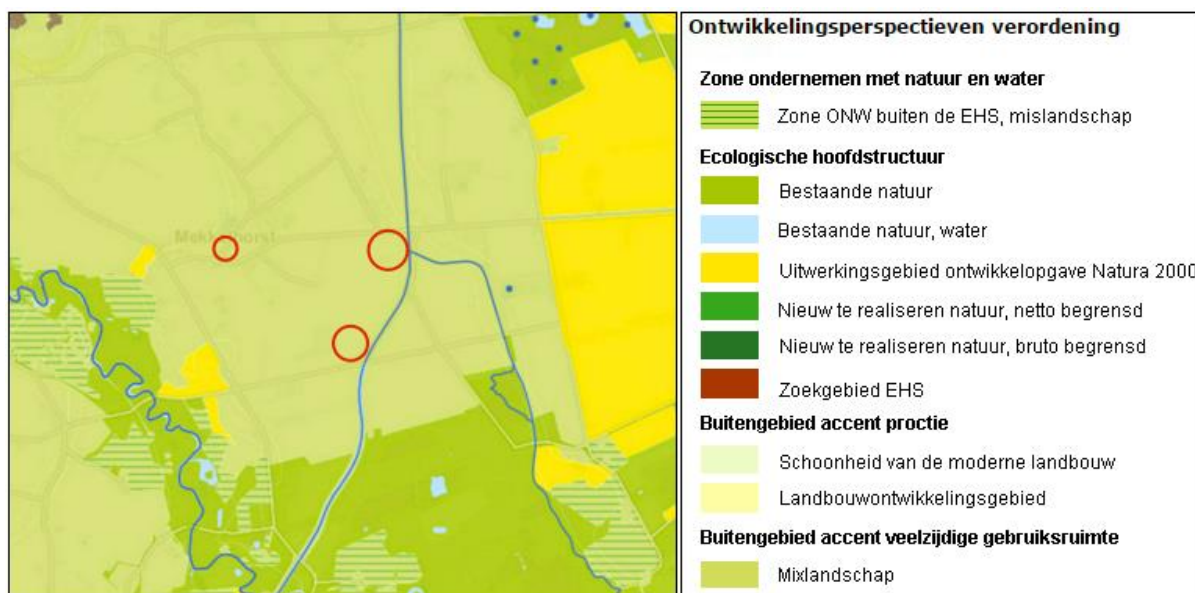 Ontwikkelingsperspectieven verordening
Zone ondernemen met natuur en water
Zone ONW buiten de EHS, mislandschap
Ecologische hoofdstructuur
Bestaande natuur
Bestaande natuur, water
Uitwerkingsgebied ontwikkelopgave Natura 2000
Nieuw te realiseren natuur, netto begrensd
Nieuw te realiseren natuur, bruto begrensd
Zoekgebied EHS
Buitengebied accent proctie
Schoonheid van de moderne landbouw
Landbouwontwikkelingsgebied
Buitengebied accent veelzijdige gebruiksruimte
Mixlandschap